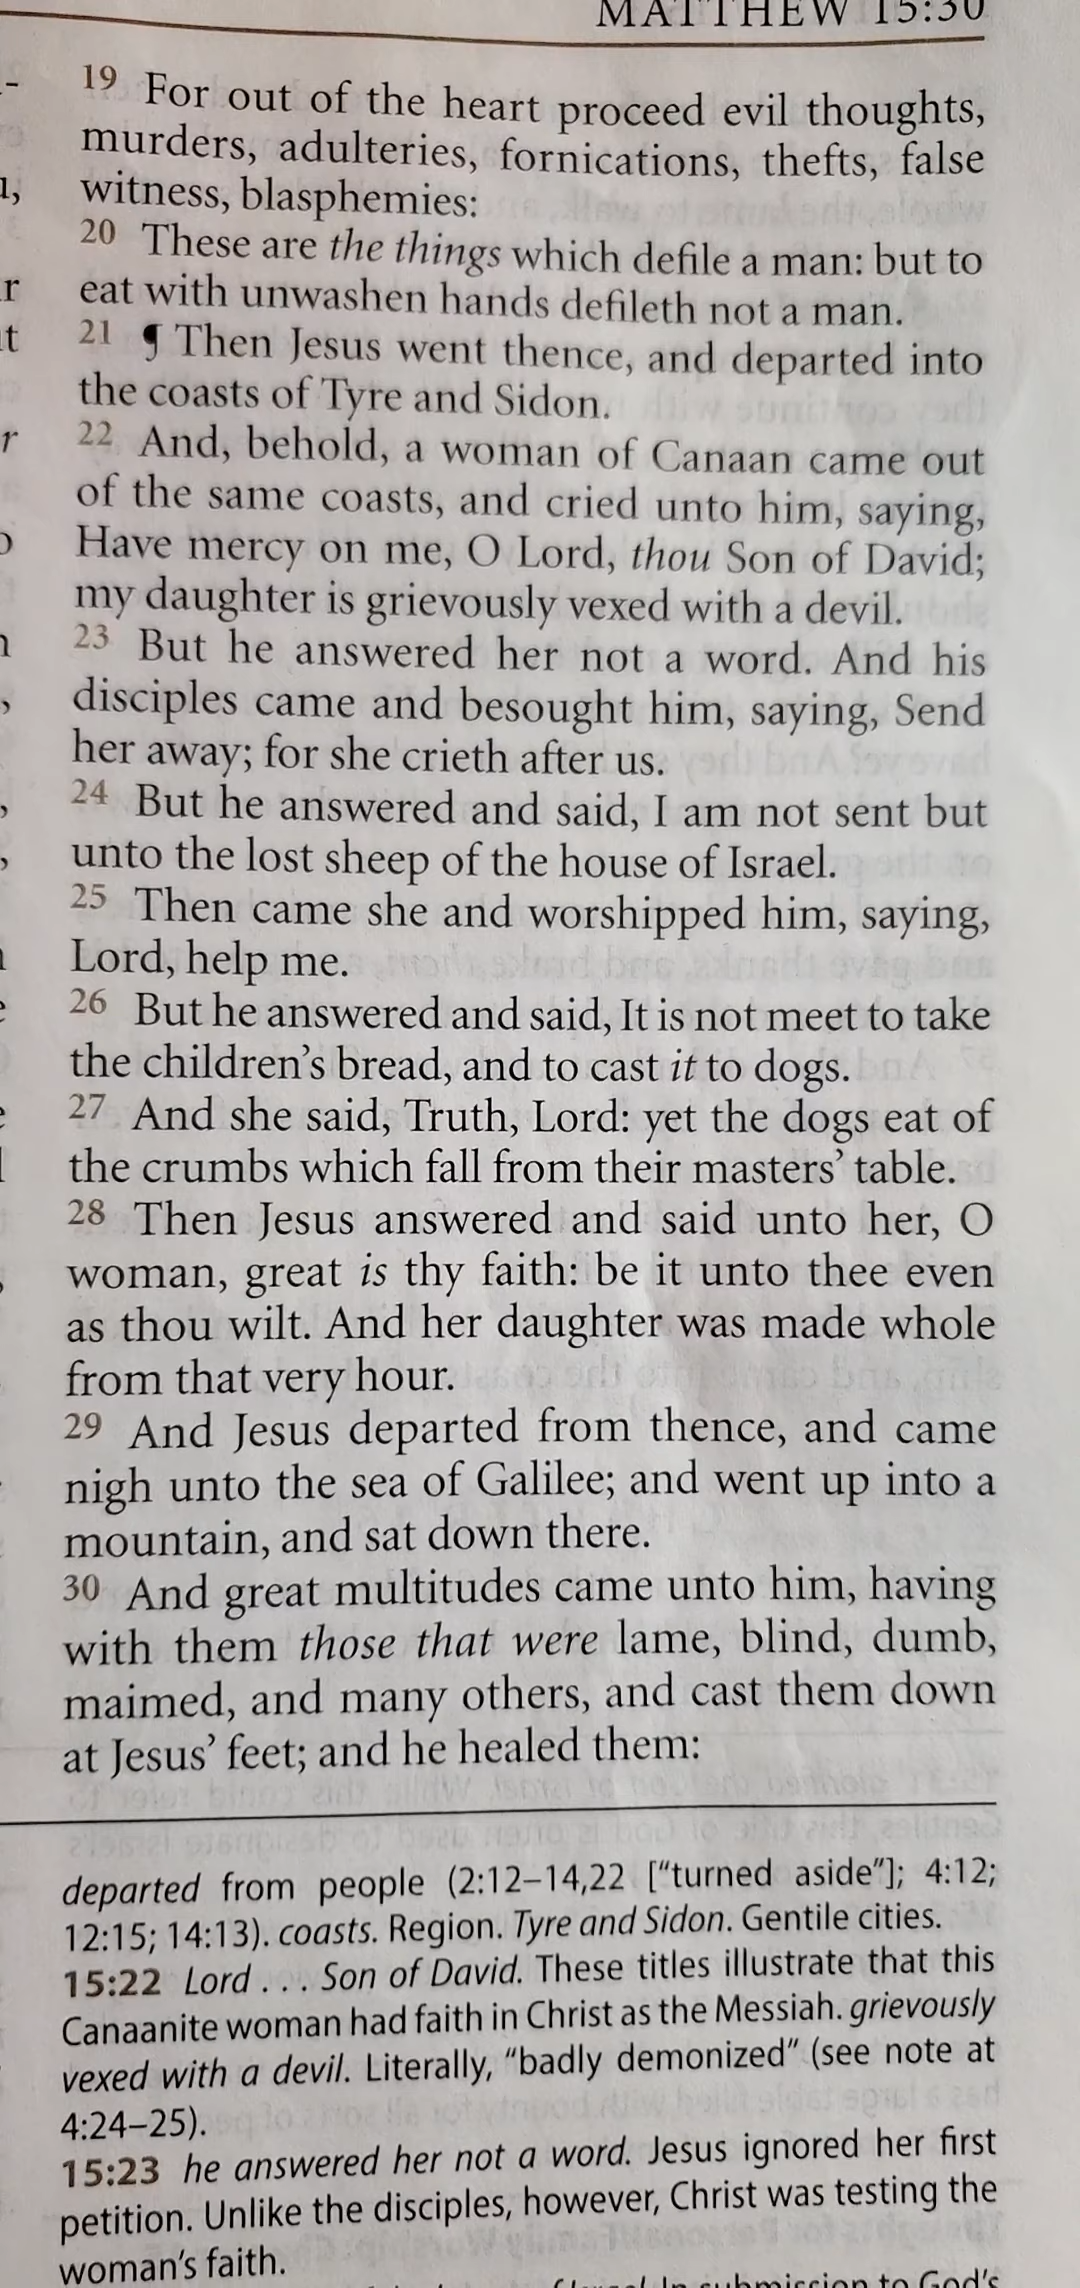 MATTHEW 15:30
19 For out of the heart proceed evil thoughts,
murders, adulteries, fornications, thefts, false
witness, blasphemies:
20 These are the things which defile a man: but to
eat with unwashen hands defileth not a man.
21 ¶ Then Jesus went thence, and departed into
the coasts of Tyre and Sidon.
22 And, behold, a woman of Canaan came out
of the same coasts, and cried unto him, saying,
Have mercy on me, O Lord, thou Son of David;
my daughter is grievously vexed with a devil.
23 But he answered her not a word. And his
disciples came and besought him, saying, Send
her away; for she crieth after us.
24 But he answered and said, I am not sent but
unto the lost sheep of the house of Israel.
25 Then came she and worshipped him, saying,
Lord, help me.
26 But he answered and said, It is not meet to take
the children's bread, and to cast it to dogs.
27 And she said, Truth, Lord: yet the dogs eat of
the crumbs which fall from their masters' table.
28 Then Jesus answered and said unto her, O
woman, great is thy faith: be it unto thee even
as thou wilt. And her daughter was made whole
from that very hour.
29 And Jesus departed from thence, and came
nigh unto the sea of Galilee; and went up into a
mountain, and sat down there.
30 And great multitudes came unto him, having
with them those that were lame, blind, dumb,
maimed, and many others, and cast them down
at Jesus' feet; and he healed them:
departed from people (2:12–14,22 ["turned aside"]; 4:12;
12:15; 14:13). coasts. Region. Tyre and Sidon. Gentile cities.
15:22 Lord . . . Son of David. These titles illustrate that this
Canaanite woman had faith in Christ as the Messiah. grievously
vexed with a devil. Literally, "badly demonized" (see note at
4:24–25).
15:23 he answered her not a word. Jesus ignored her first
petition. Unlike the disciples, however, Christ was testing the
woman's faith.
In submission to God's